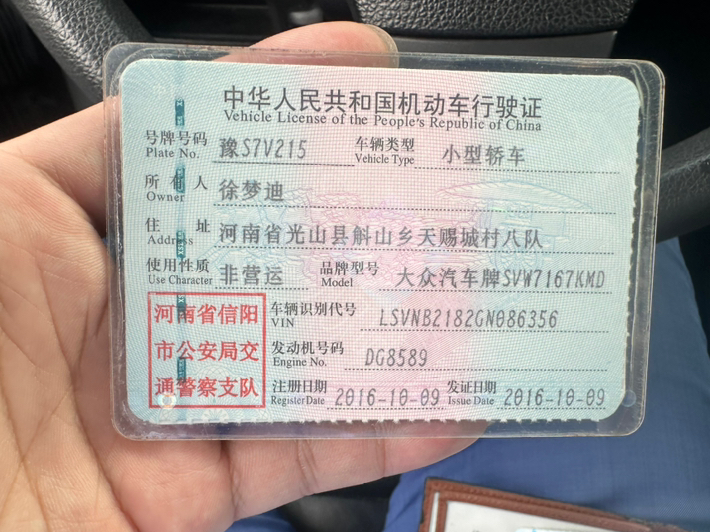 中华人民共和国机动车行驶证
Vehicle License of the People's Republic of China
号牌号码 豫S7V215 车辆类型 小型轿车
Plate No. Vehicle Type
所有人 徐梦迪
Owner
住址 河南省光山县斛山乡天赐城村八队
Address
使用性质 非营运 品牌型号 大众汽车牌SVW7167KMD
Use Character Model
河南省信阳
市公安局交
通警察支队
车辆识别代号 LSVNB2182GN086356
VIN
发动机号码 DG8589
Engine No.
注册日期 2016-10-09 发证日期 2016-10-09
Register Date Issue Date